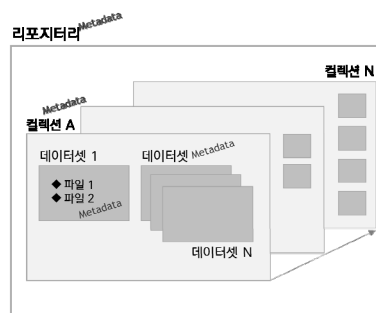 리포지터리 Metadata
컬렉션 N
Metadata
컬렉션 A
데이터셋 1
데이터셋 Metadata
◆ 파일 1
◆ 파일 2
Metadata
데이터셋 N